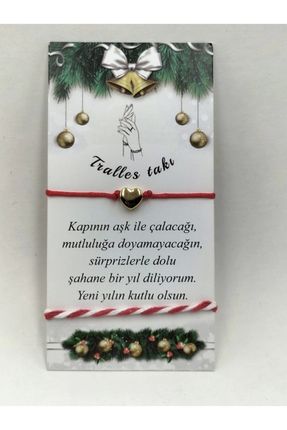 Tralles takı
Kapının aşk ile çalacağı,
mutluluğa doyamayacağın,
sürprizlerle dolu
şahane bir yıl diliyorum.
Yeni yılın kutlu olsun.